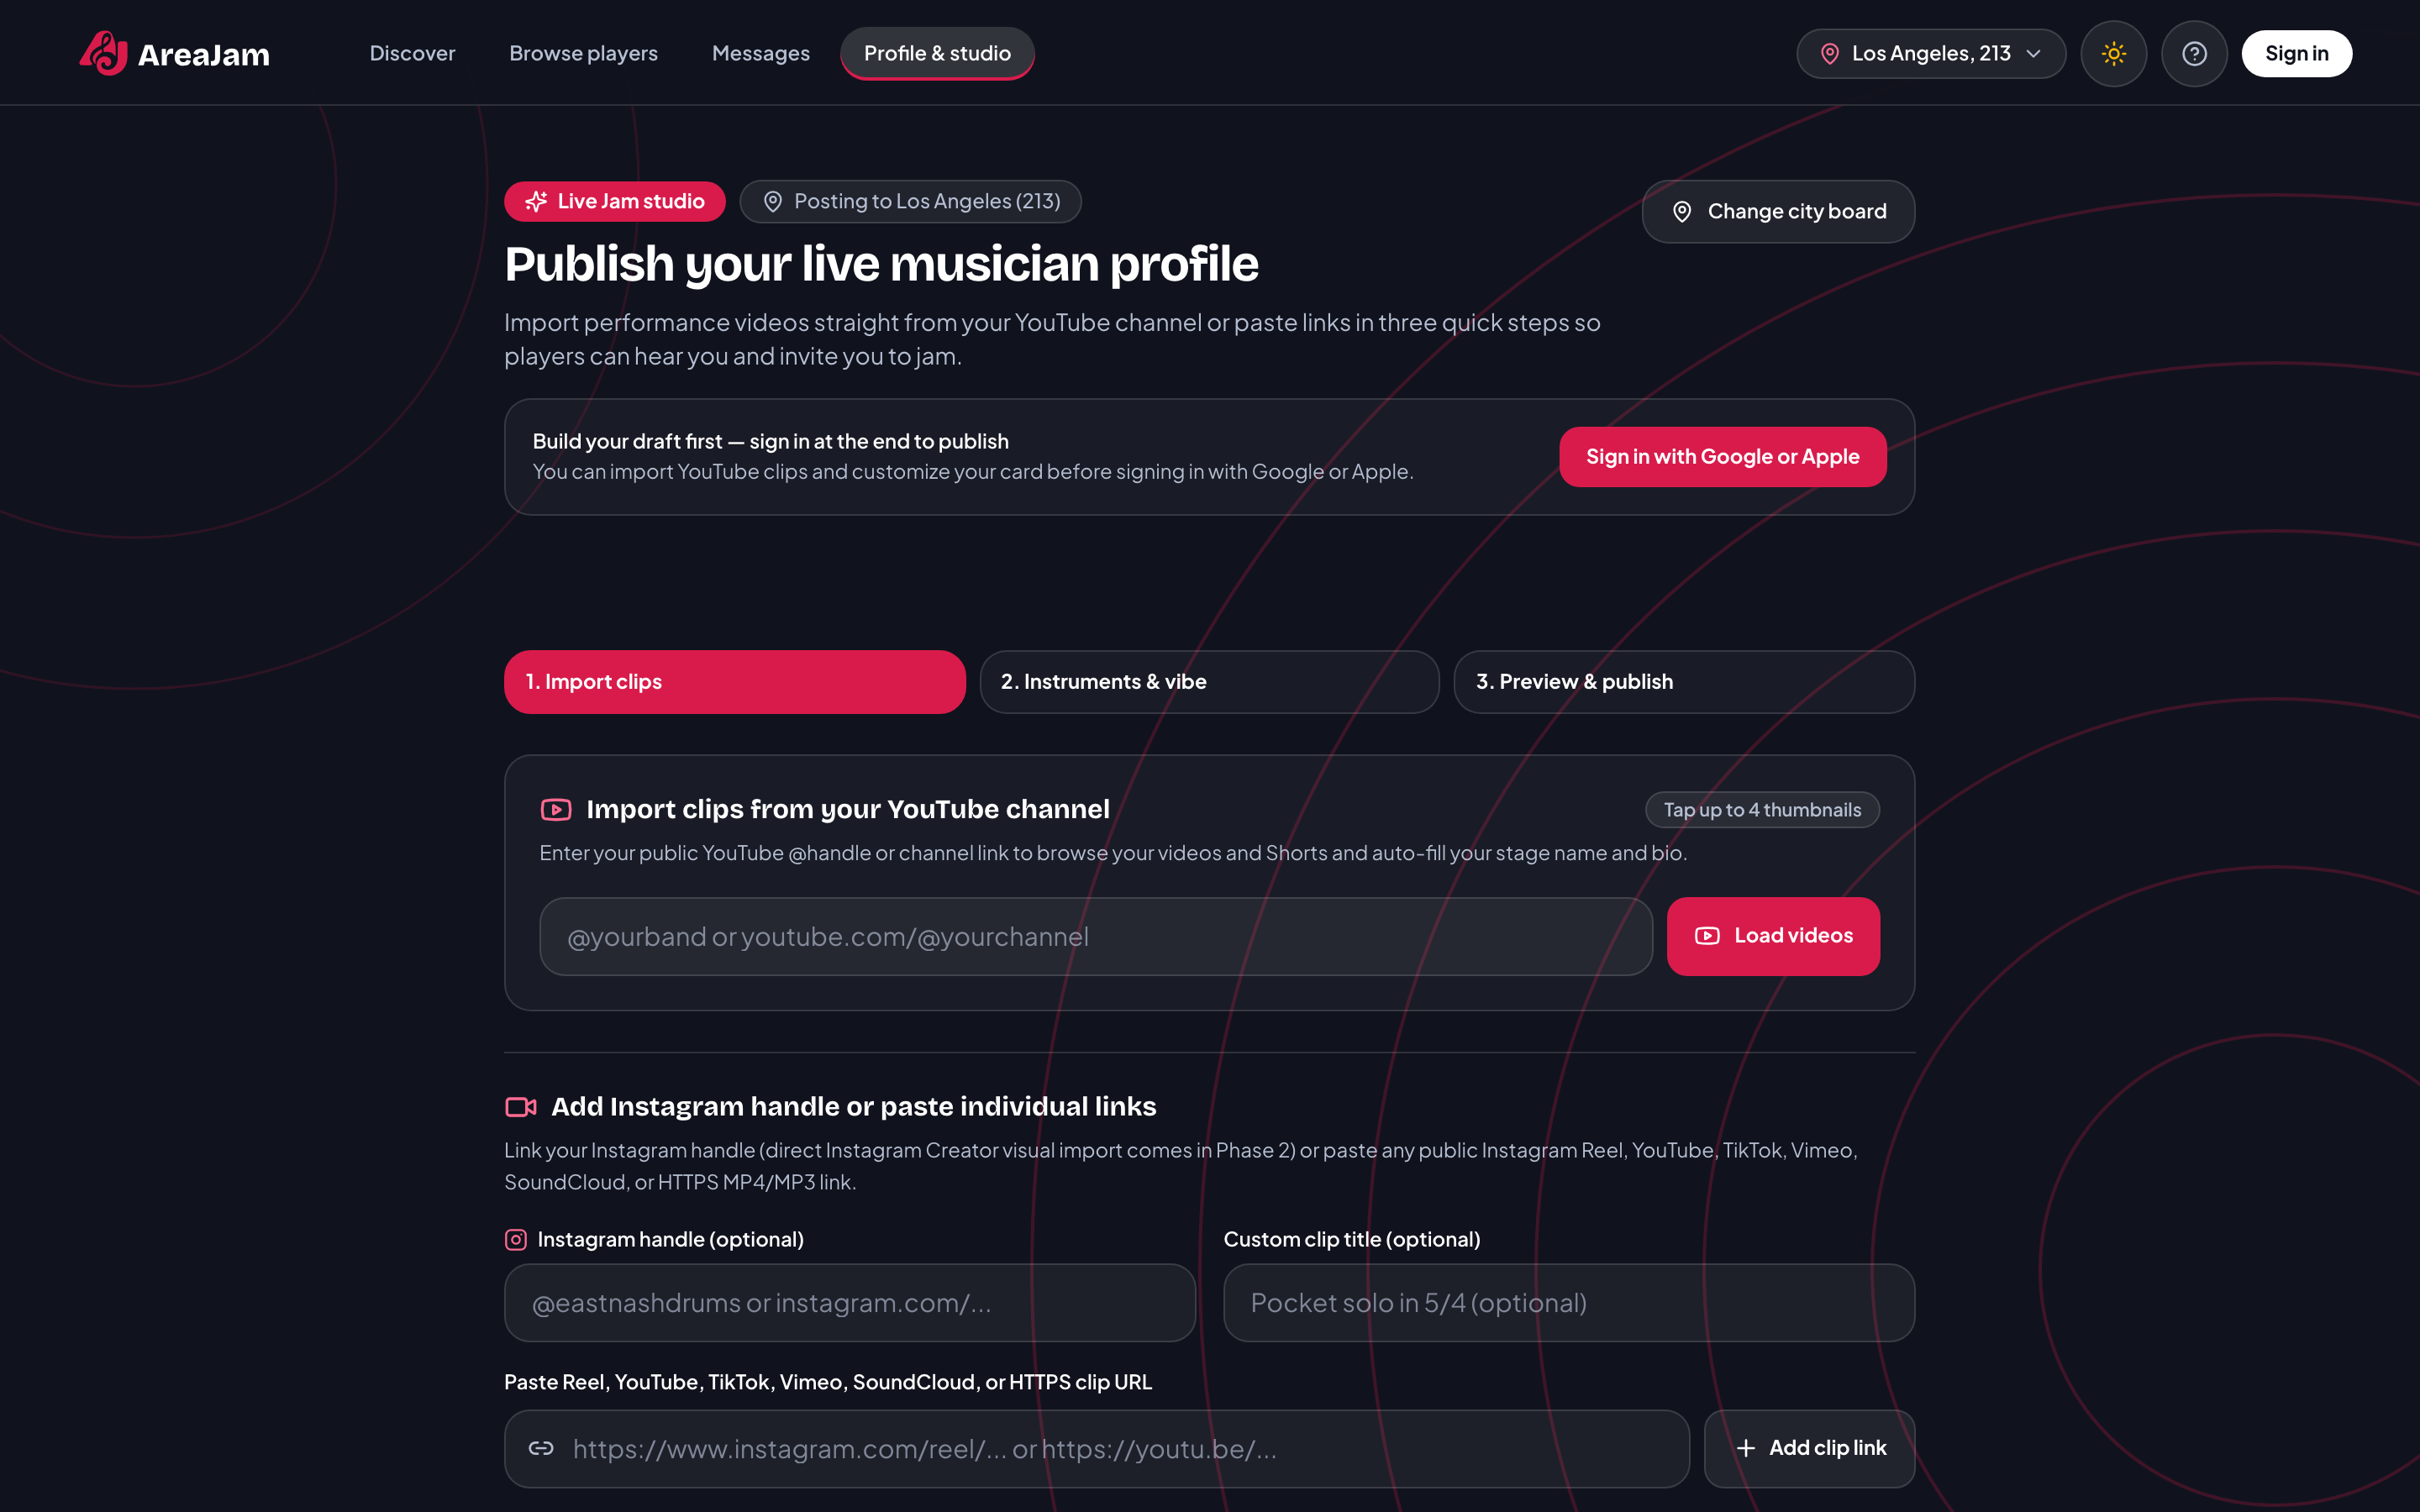 AreaJam
Discover
Browse players
Messages
Profile & studio
Los Angeles, 213
Sign in
Live Jam studio
Posting to Los Angeles (213)
Change city board
Publish your live musician profile
Import performance videos straight from your YouTube channel or paste links in three quick steps so
players can hear you and invite you to jam.
Build your draft first — sign in at the end to publish
You can import YouTube clips and customize your card before signing in with Google or Apple.
Sign in with Google or Apple
1. Import clips
2. Instruments & vibe
3. Preview & publish
Import clips from your YouTube channel
Tap up to 4 thumbnails
Enter your public YouTube @handle or channel link to browse your videos and Shorts and auto-fill your stage name and bio.
@yourband or youtube.com/@yourchannel
Load videos
Add Instagram handle or paste individual links
Link your Instagram handle (direct Instagram Creator visual import comes in Phase 2) or paste any public Instagram Reel, YouTube, TikTok, Vimeo,
SoundCloud, or HTTPS MP4/MP3 link.
Instagram handle (optional)
Custom clip title (optional)
@eastnashdrums or instagram.com/...
Pocket solo in 5/4 (optional)
Paste Reel, YouTube, TikTok, Vimeo, SoundCloud, or HTTPS clip URL
https://www.instagram.com/reel/... or https://youtu.be/...
Add clip link